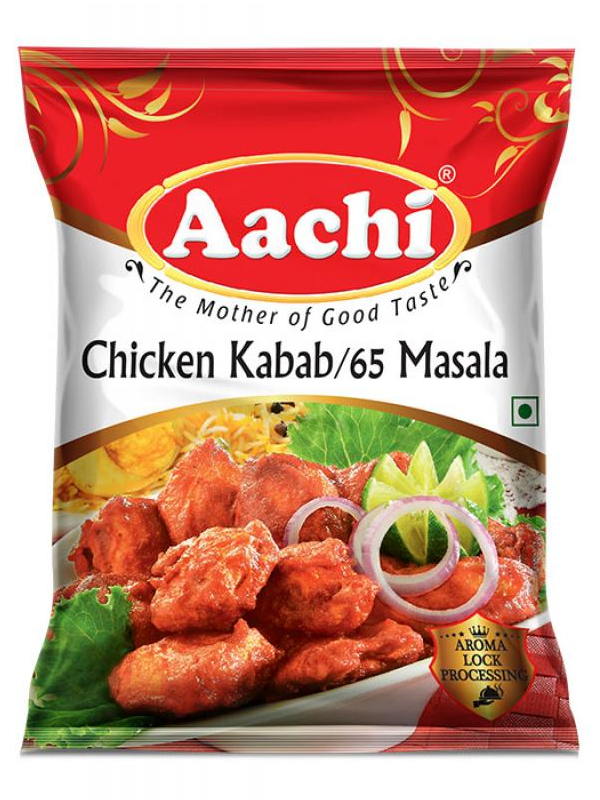 Aachi®
The Mother of Good Taste
Chicken Kabab/65 Masala
AROMA
LOCK
PROCESSING